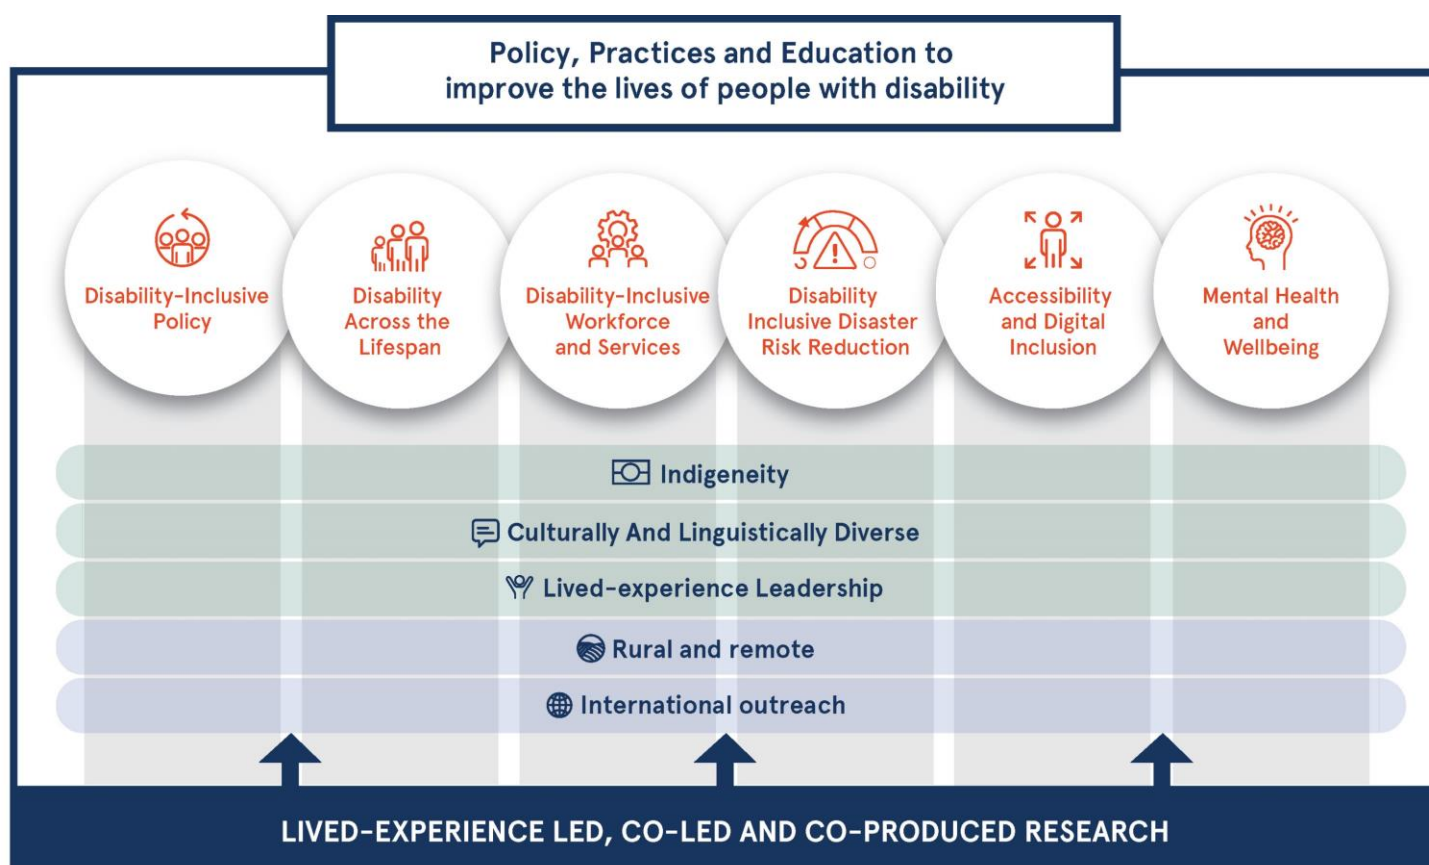 Policy, Practices and Education to
improve the lives of people with disability
Disability-Inclusive
Policy
Disability
Across the
Lifespan
Disability-Inclusive
Workforce
and Services
Disability
Inclusive Disaster
Risk Reduction
Accessibility
and Digital
Inclusion
Mental Health
and
Wellbeing
Indigeneity
Culturally And Linguistically Diverse
Lived-experience Leadership
Rural and remote
International outreach
LIVED-EXPERIENCE LED, CO-LED AND CO-PRODUCED RESEARCH